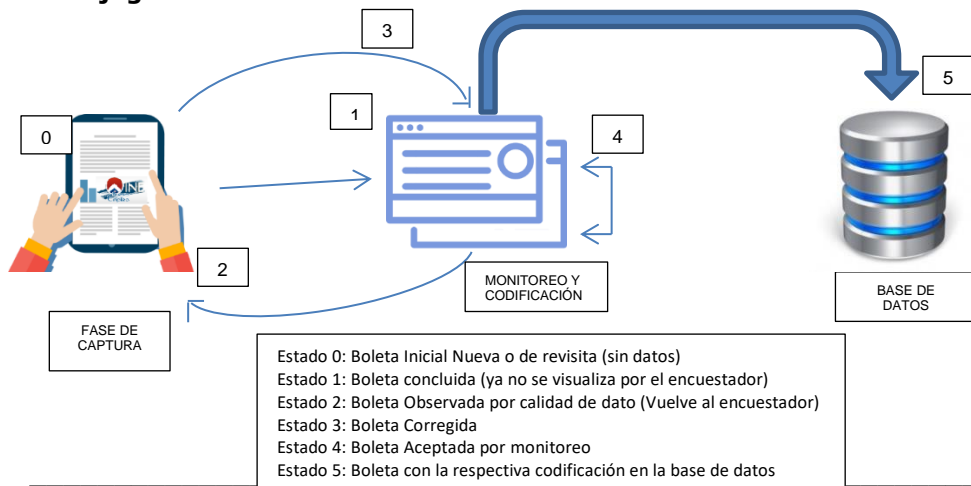 3
5
1
0
4
INE
2
MONITOREO Y
CODIFICACIÓN
BASE DE
DATOS
FASE DE
CAPTURA
Estado 0: Boleta Inicial Nueva o de revisita (sin datos)
Estado 1: Boleta concluida (ya no se visualiza por el encuestador)
Estado 2: Boleta Observada por calidad de dato (Vuelve al encuestador)
Estado 3: Boleta Corregida
Estado 4: Boleta Aceptada por monitoreo
Estado 5: Boleta con la respectiva codificación en la base de datos